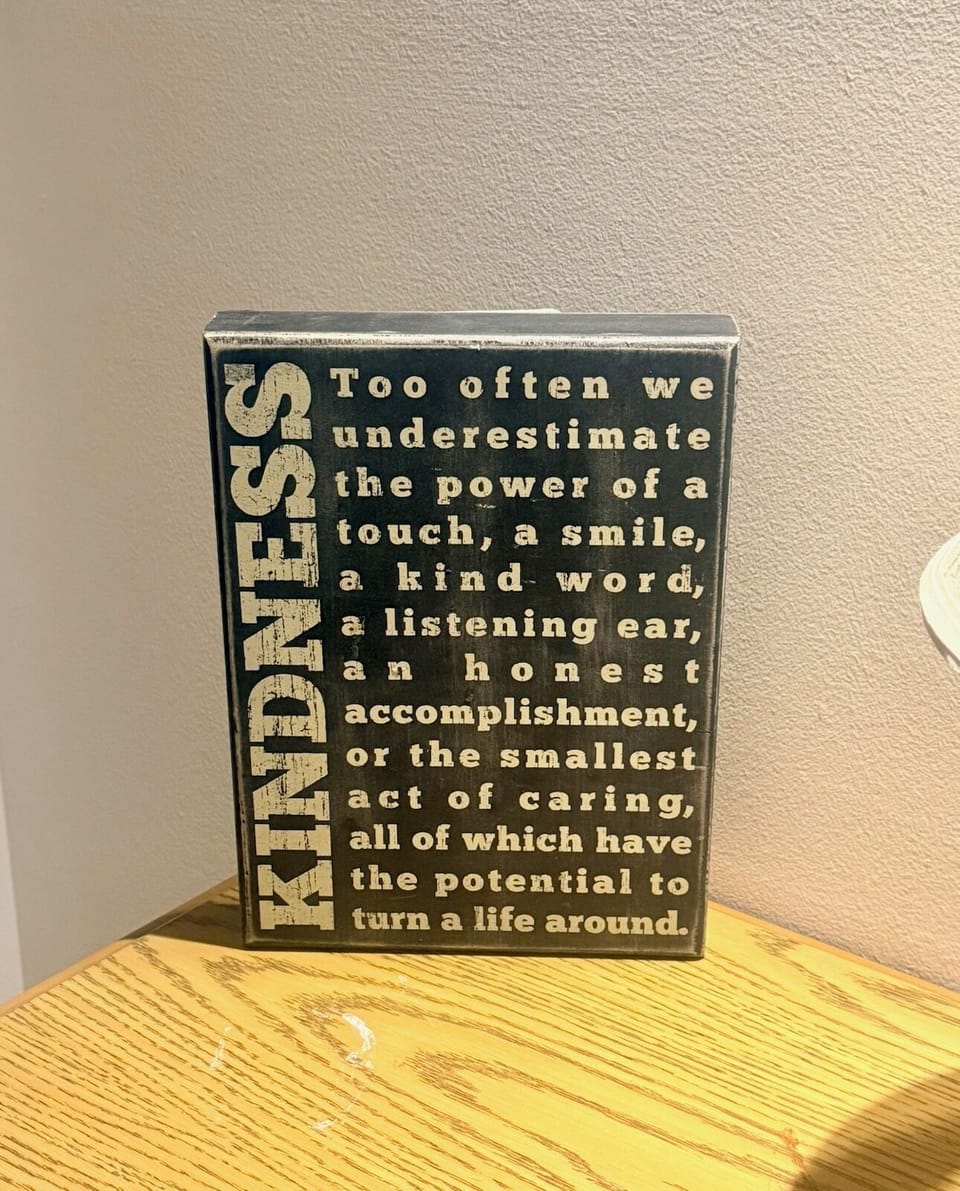 KINDNESS
Too often we
underestimate
the power of a
touch, a smile,
a kind word,
a listening ear,
an honest
accomplishment,
or the smallest
act of caring,
all of which have
the potential to
turn a life around.